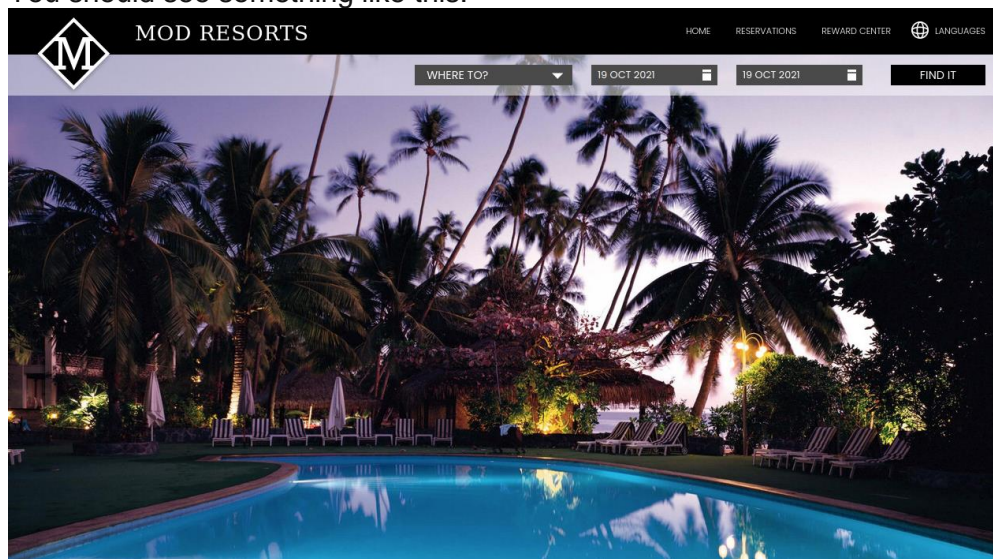 You should see something like this:
MOD RESORTS
M
HOME RESERVATIONS REWARD CENTER LANGUAGES
WHERE TO? 19 OCT 2021 19 OCT 2021 FIND IT